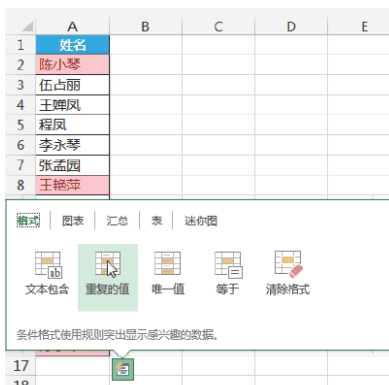 A B C D E
1 姓名
2 陈小琴
3 伍占丽
4 王婵凤
5 程凤
6 李永琴
7 张孟园
8 王艳萍
格式 图表 汇总 表 迷你图
ab
文本包含 重复的值 唯一值 等于 清除格式
条件格式使用规则突出显示感兴趣的数据。
17
18